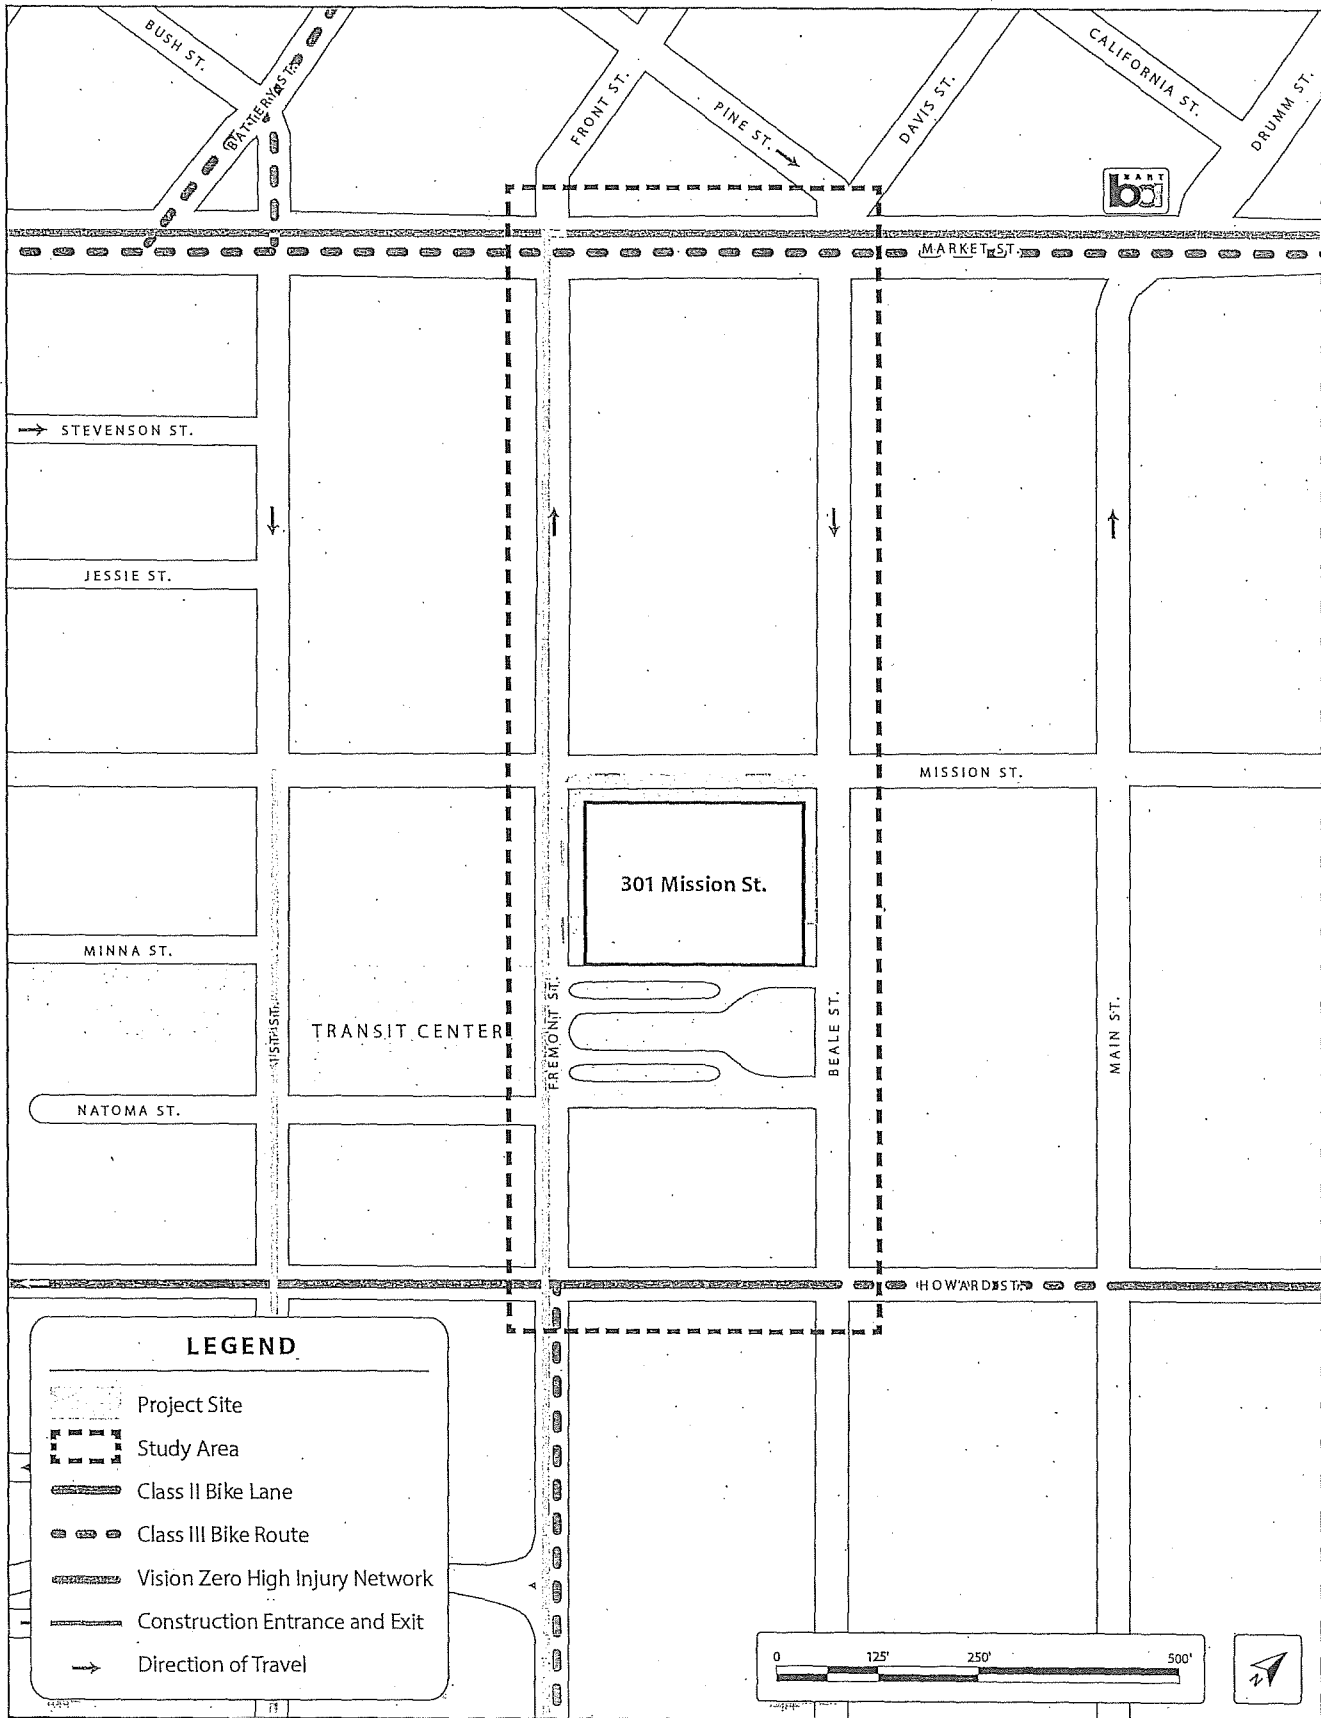 BUSH ST.
BATTERY ST.
FRONT ST.
PINE ST.
DAVIS ST.
CALIFORNIA ST.
DRUMM ST.
MARKET ST.
STEVENSON ST.
JESSIE ST.
MISSION ST.
301 Mission St.
MINNA ST.
1ST ST.
TRANSIT CENTER
FREMONT ST.
BEALE ST.
MAIN ST.
NATOMA ST.
HOWARD ST.
LEGEND
Project Site
Study Area
Class II Bike Lane
Class III Bike Route
Vision Zero High Injury Network
Construction Entrance and Exit
Direction of Travel
0 125' 250' 500'
N